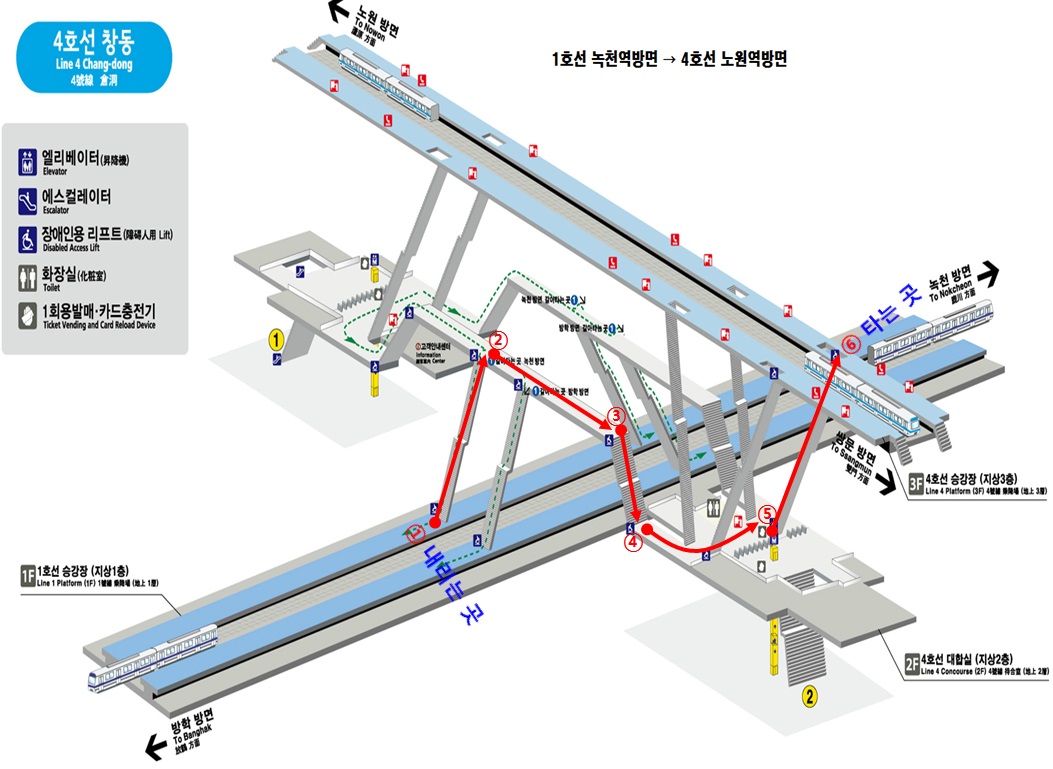 4호선 창동
Line 4 Chang-dong
4號線 倉洞
노원 방면
To Nowon
蘆原 方面
1호선 녹천역방면 → 4호선 노원역방면
엘리베이터(昇降機)
Elevator
에스컬레이터
Escalator
장애인용 리프트(障碍人用 Lift)
Disabled Access Lift
화장실(化粧室)
Toilet
1회용발매·카드충전기
Ticket Vending and Card Reload Device
녹천 방면
To Nokcheon
鹿川 方面
⑥ 타는 곳
녹천 방면 갈아타는 곳 1
방학 방면 갈아타는 곳 1
1
고객안내센터
Information
Center
②
1 갈아타는 곳 녹천 방면
1 갈아타는 곳 방학 방면
③
쌍문 방면
To Ssangmun
雙門 方面
3F 4호선 승강장 (지상3층)
Line 4 Platform (3F) 4號線 乘降場 (地上 3層)
⑤
④
① 내리는 곳
1F 1호선 승강장 (지상1층)
Line 1 Platform (1F) 1號線 乘降場 (地上 1層)
2F 4호선 대합실 (지상2층)
Line 4 Concourse (2F) 4號線 待合室 (地上 2層)
2
방학 방면
To Banghak
放鶴 方面